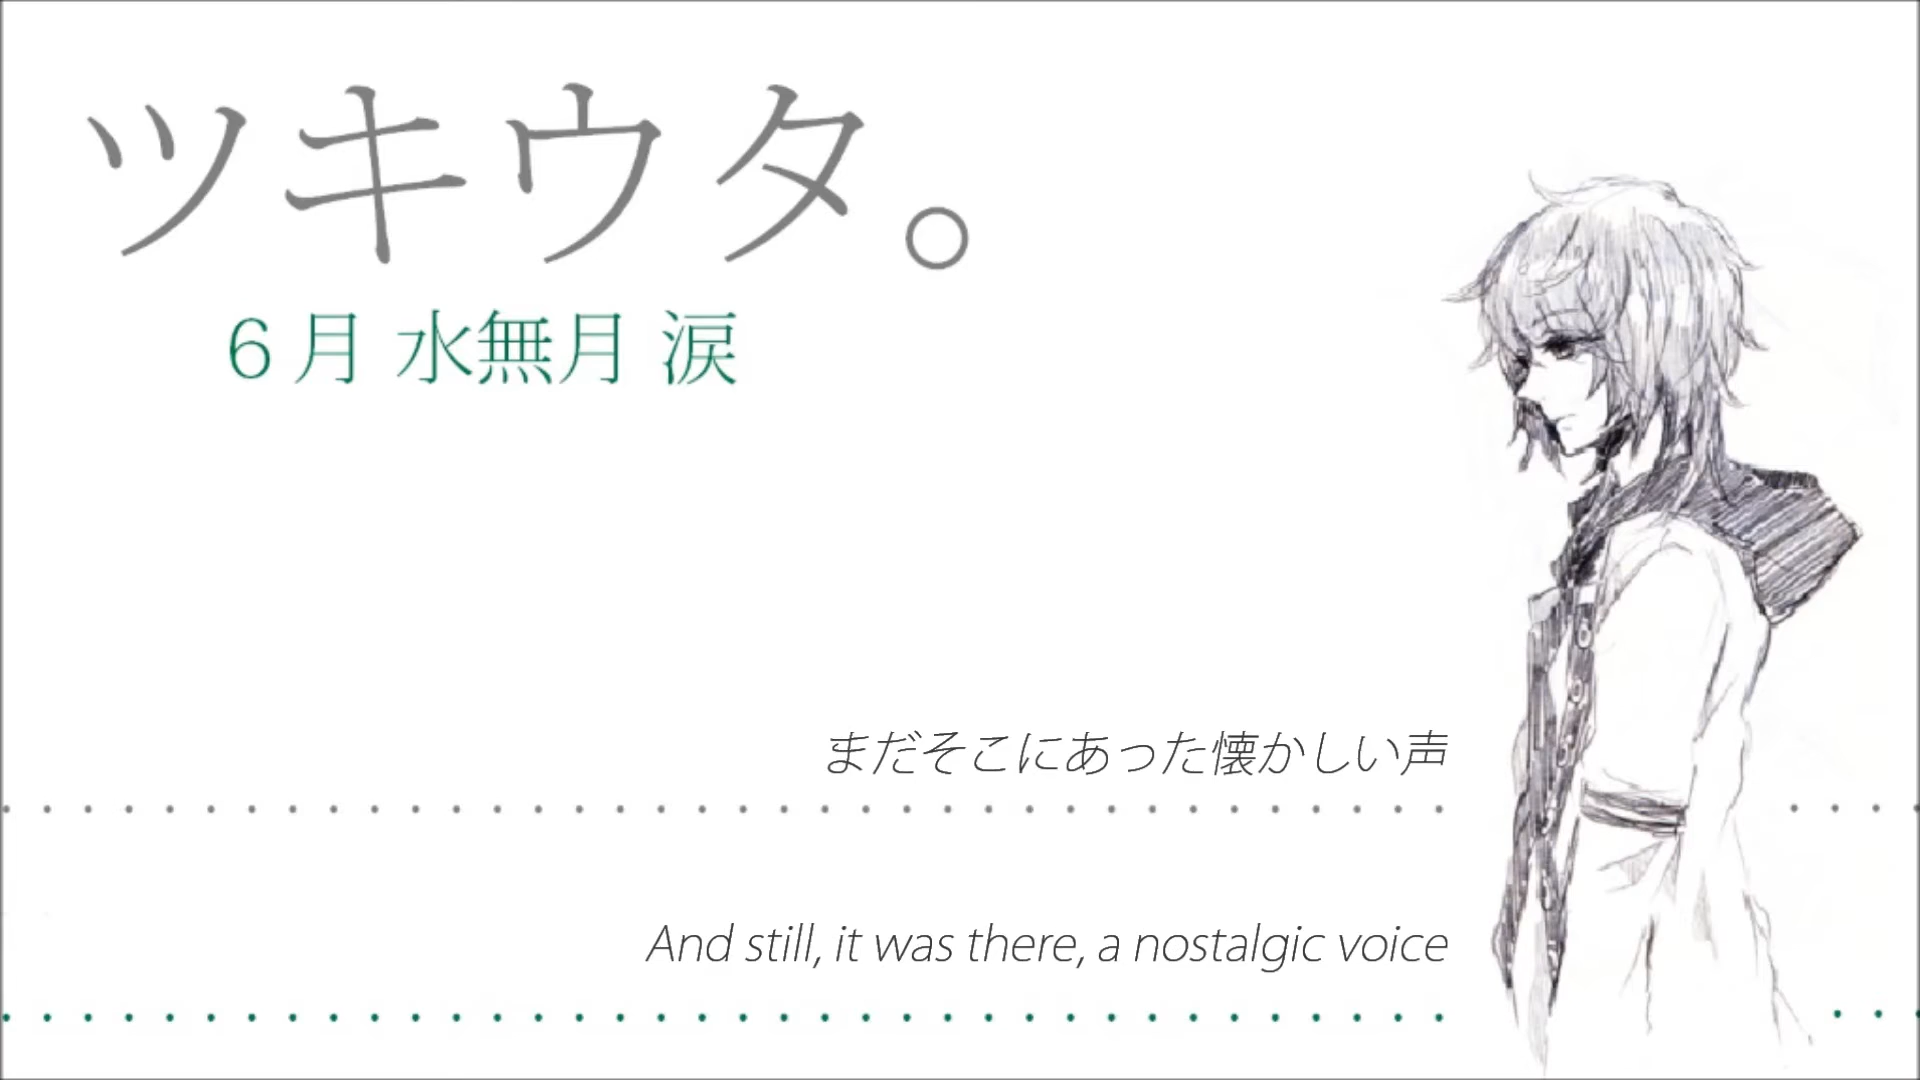 ツキウタ。
6月 水無月 涙
まだそこにあった懐かしい声
And still, it was there, a nostalgic voice